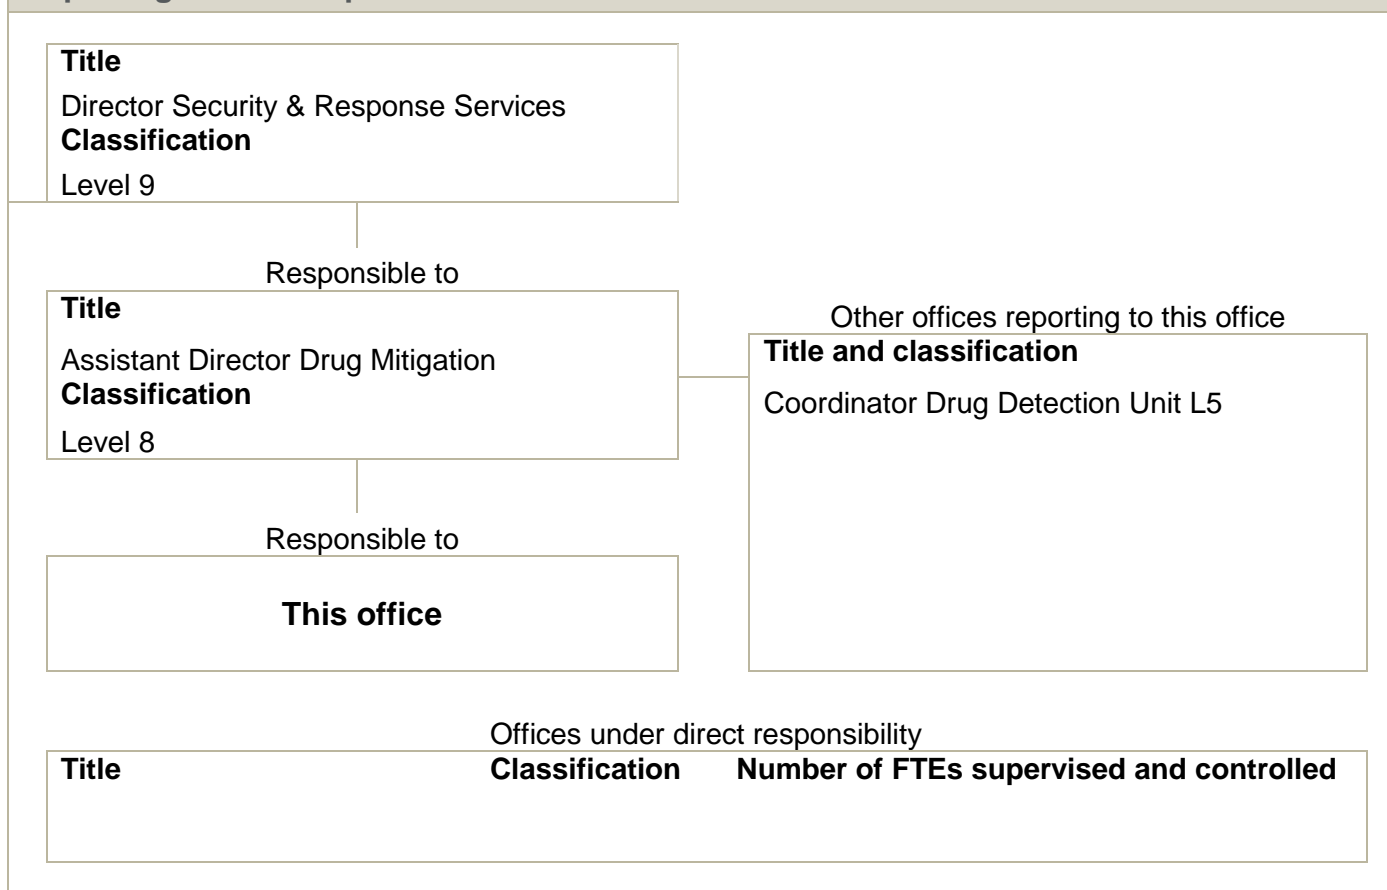 Title
Director Security & Response Services
Classification
Level 9
Responsible to
Title
Assistant Director Drug Mitigation
Classification
Level 8
Other offices reporting to this office
Title and classification
Coordinator Drug Detection Unit L5
Responsible to
This office
Offices under direct responsibility
Title Classification Number of FTEs supervised and controlled